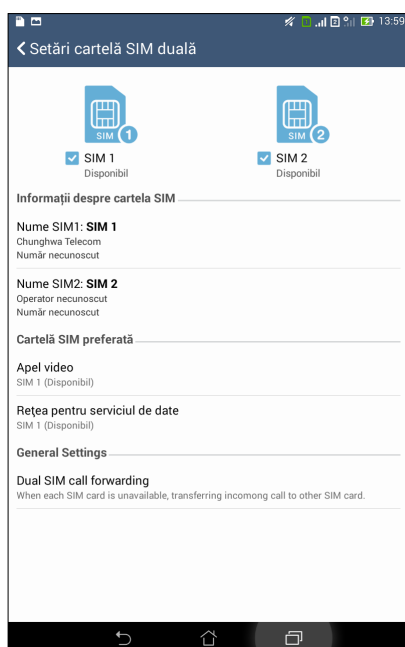 13:59
Setări cartelă SIM duală
SIM 1
SIM 2
SIM 1
SIM 2
Disponibil
Disponibil
Informații despre cartela SIM
Nume SIM1: SIM 1
Chunghwa Telecom
Număr necunoscut
Nume SIM2: SIM 2
Operator necunoscut
Număr necunoscut
Cartelă SIM preferată
Apel video
SIM 1 (Disponibil)
Rețea pentru serviciul de date
SIM 1 (Disponibil)
General Settings
Dual SIM call forwarding
When each SIM card is unavailable, transferring incomong call to other SIM card.